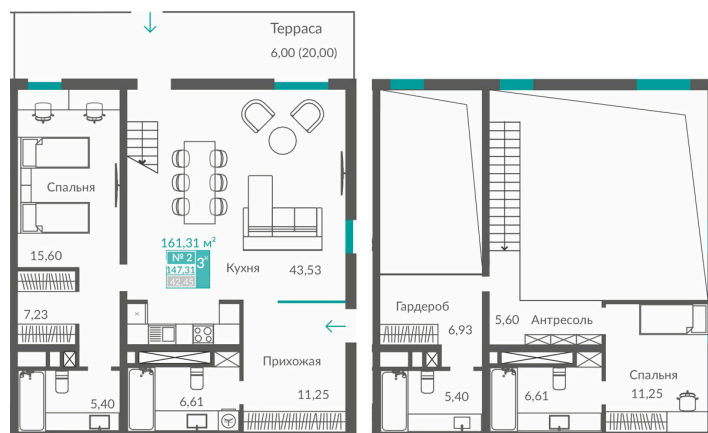 Терраса
6,00 (20,00)
Спальня
15,60
7,23
5,40
161,31 м²
№ 2
147,31
42,45
3к
Кухня
43,53
Прихожая
11,25
6,61
Гардероб
6,93
5,60
Антресоль
5,40
6,61
Спальня
11,25